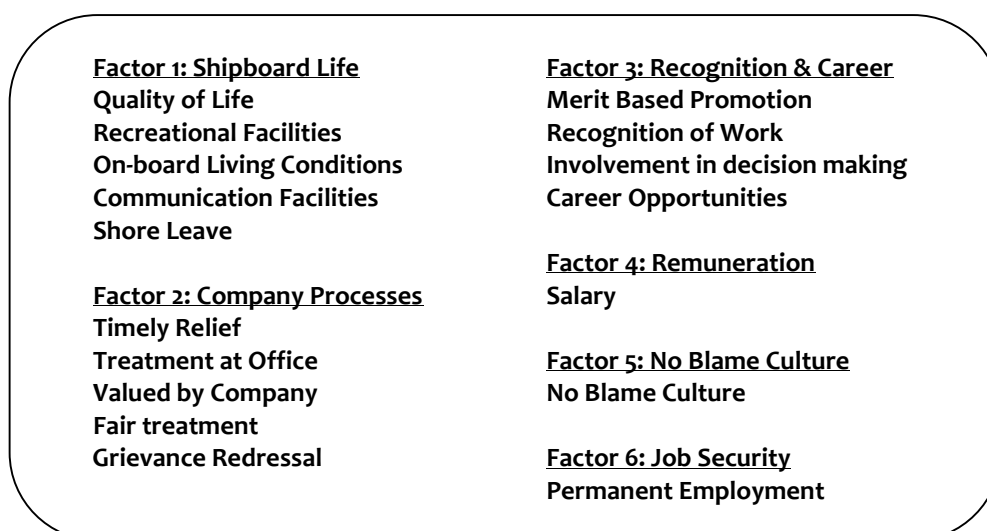 Factor 1: Shipboard Life
Quality of Life
Recreational Facilities
On-board Living Conditions
Communication Facilities
Shore Leave
Factor 2: Company Processes
Timely Relief
Treatment at Office
Valued by Company
Fair treatment
Grievance Redressal
Factor 3: Recognition & Career
Merit Based Promotion
Recognition of Work
Involvement in decision making
Career Opportunities
Factor 4: Remuneration
Salary
Factor 5: No Blame Culture
No Blame Culture
Factor 6: Job Security
Permanent Employment